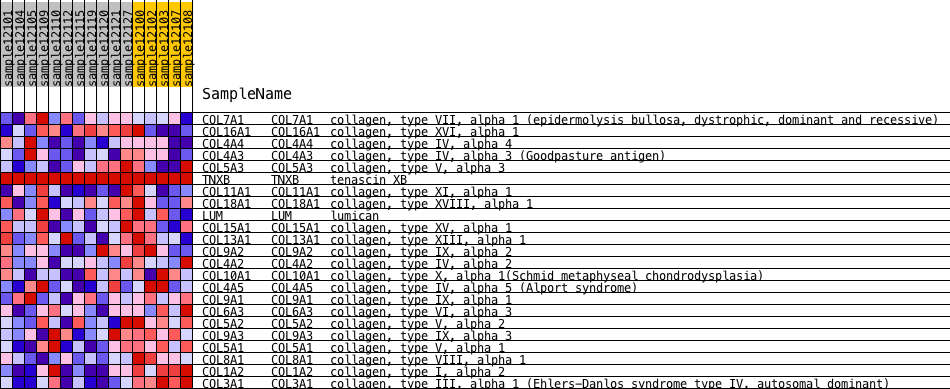 sample12101
sample12104
sample12105
sample12109
sample12110
sample12112
sample12115
sample12119
sample12120
sample12121
sample12127
sample12100
sample12102
sample12103
sample12107
sample12108
SampleName
COL7A1 COL7A1 collagen, type VII, alpha 1 (epidermolysis bullosa, dystrophic, dominant and recessive)
COL16A1 COL16A1 collagen, type XVI, alpha 1
COL4A4 COL4A4 collagen, type IV, alpha 4
COL4A3 COL4A3 collagen, type IV, alpha 3 (Goodpasture antigen)
COL5A3 COL5A3 collagen, type V, alpha 3
TNXB TNXB tenascin XB
COL11A1 COL11A1 collagen, type XI, alpha 1
COL18A1 COL18A1 collagen, type XVIII, alpha 1
LUM LUM lumican
COL15A1 COL15A1 collagen, type XV, alpha 1
COL13A1 COL13A1 collagen, type XIII, alpha 1
COL9A2 COL9A2 collagen, type IX, alpha 2
COL4A2 COL4A2 collagen, type IV, alpha 2
COL10A1 COL10A1 collagen, type X, alpha 1(Schmid metaphyseal chondrodysplasia)
COL4A5 COL4A5 collagen, type IV, alpha 5 (Alport syndrome)
COL9A1 COL9A1 collagen, type IX, alpha 1
COL6A3 COL6A3 collagen, type VI, alpha 3
COL5A2 COL5A2 collagen, type V, alpha 2
COL9A3 COL9A3 collagen, type IX, alpha 3
COL5A1 COL5A1 collagen, type V, alpha 1
COL8A1 COL8A1 collagen, type VIII, alpha 1
COL1A2 COL1A2 collagen, type I, alpha 2
COL3A1 COL3A1 collagen, type III, alpha 1 (Ehlers-Danlos syndrome type IV, autosomal dominant)